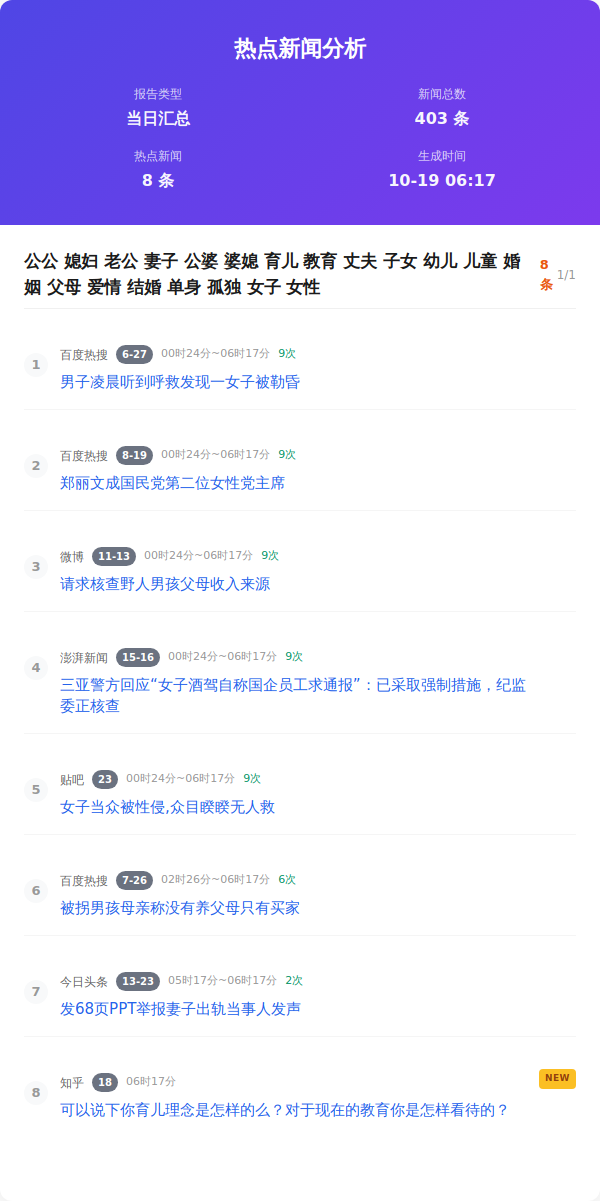 热点新闻分析
报告类型
当日汇总
新闻总数
403 条
热点新闻
8 条
生成时间
10-19 06:17
公公 媳妇 老公 妻子 公婆 婆媳 育儿 教育 丈夫 子女 幼儿 儿童 婚
姻 父母 爱情 结婚 单身 孤独 女子 女性
8
条
1/1
1
百度热搜 6-27 00时24分~06时17分 9次
男子凌晨听到呼救发现一女子被勒昏
2
百度热搜 8-19 00时24分~06时17分 9次
郑丽文成国民党第二位女性党主席
3
微博 11-13 00时24分~06时17分 9次
请求核查野人男孩父母收入来源
4
澎湃新闻 15-16 00时24分~06时17分 9次
三亚警方回应“女子酒驾自称国企员工求通报”：已采取强制措施，纪监
委正核查
5
贴吧 23 00时24分~06时17分 9次
女子当众被性侵,众目睽睽无人救
6
百度热搜 7-26 02时26分~06时17分 6次
被拐男孩母亲称没有养父母只有买家
7
今日头条 13-23 05时17分~06时17分 2次
发68页PPT举报妻子出轨当事人发声
8
知乎 18 06时17分
NEW
可以说下你育儿理念是怎样的么？对于现在的教育你是怎样看待的？